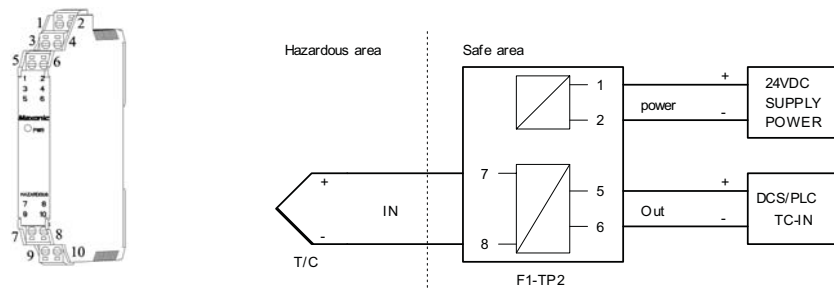 1 2
3 4
5 6
1 2
3 4
5 6
Maxonic
PWR
HAZARDOUS
7 8
9 10
7 8
9 10
Hazardous area
Safe area
1
2
power
+
-
24VDC
SUPPLY
POWER
+
IN
-
T/C
7
8
5
6
Out
+
-
DCS/PLC
TC-IN
F1-TP2